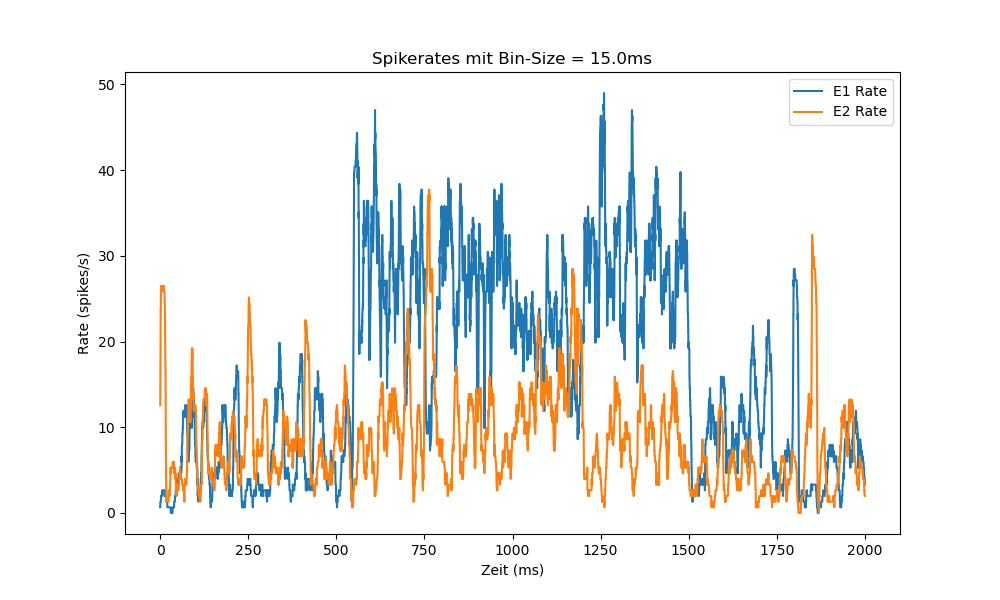 Spikerates mit Bin-Size = 15.0ms
E1 Rate
E2 Rate
50
40
30
20
10
0
Rate (spikes/s)
0 250 500 750 1000 1250 1500 1750 2000
Zeit (ms)